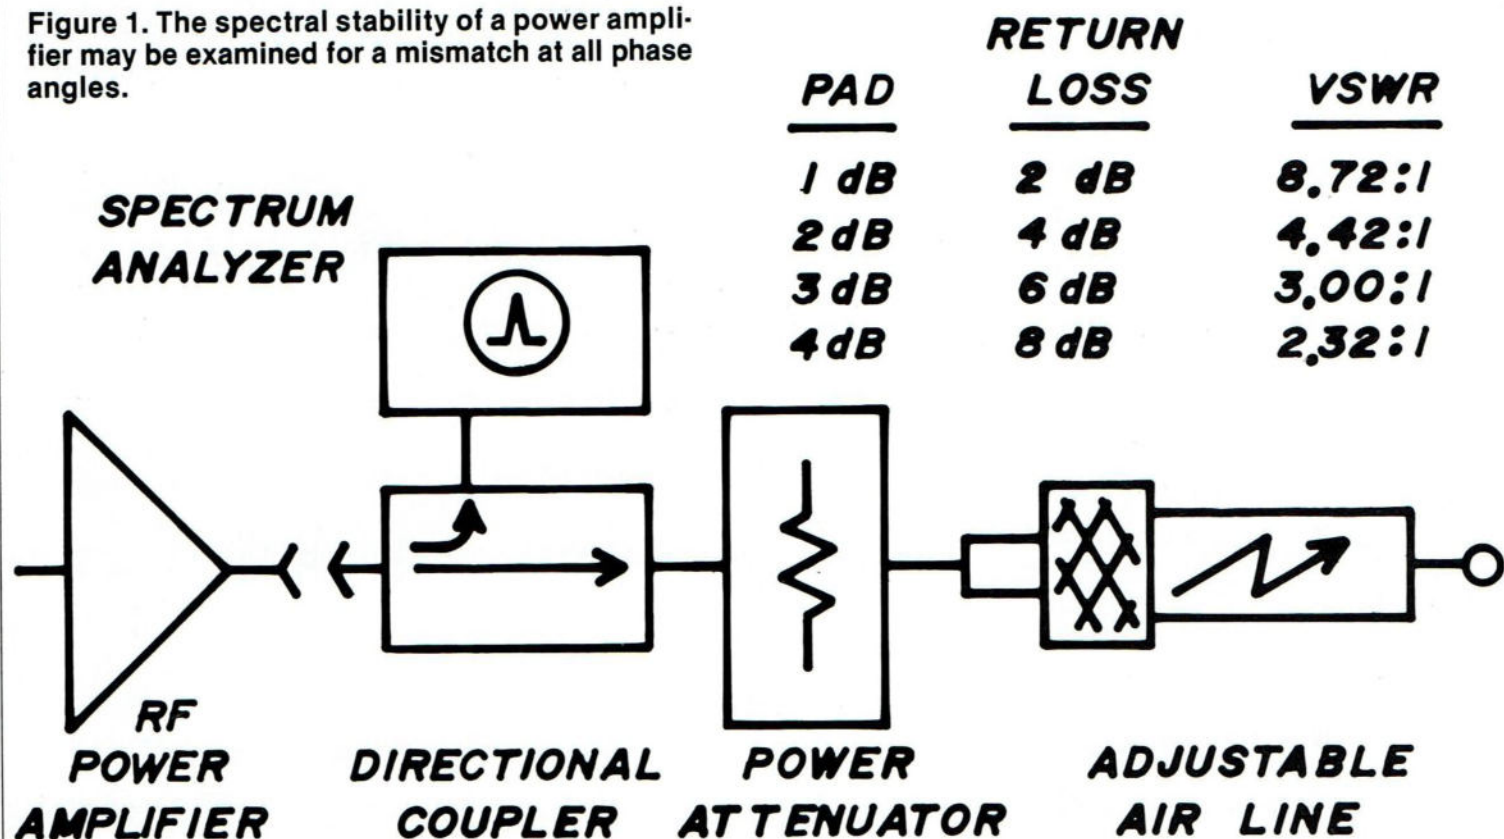 Figure 1. The spectral stability of a power ampli-
fier may be examined for a mismatch at all phase
angles.
PAD RETURN LOSS VSWR
1 dB 2 dB 8.72:1
2 dB 4 dB 4.42:1
3 dB 6 dB 3.00:1
4 dB 8 dB 2.32:1
SPECTRUM
ANALYZER
RF
POWER
AMPLIFIER
DIRECTIONAL
COUPLER
POWER
ATTENUATOR
ADJUSTABLE
AIR LINE